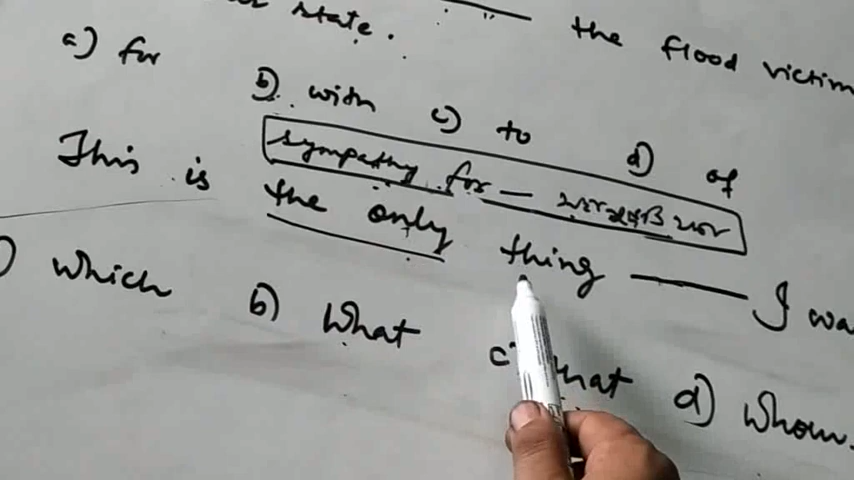 state. ——— the flood victim
a) for b) with c) to d) of
sympathy for —
This is the only thing ——— I wa
) which b) what c) that d) whom.